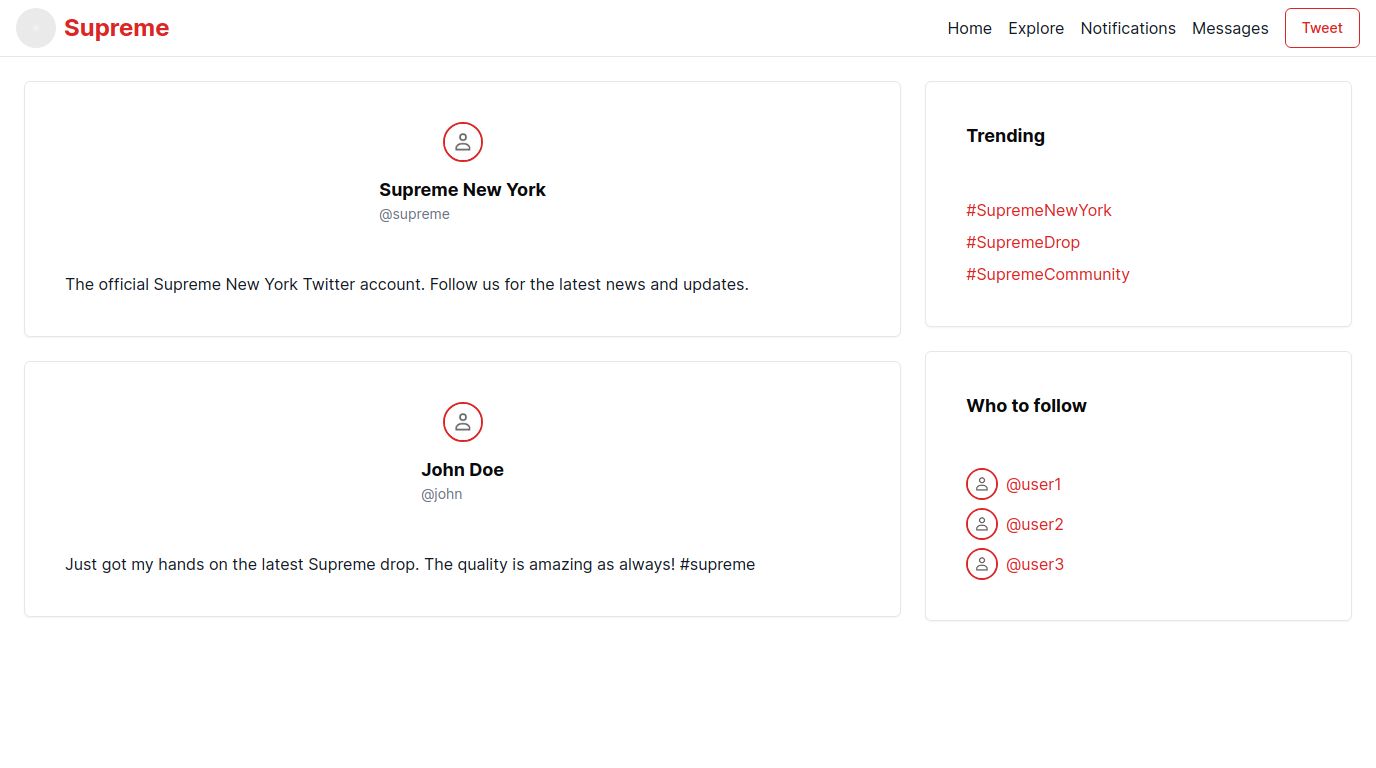 Supreme
Home Explore Notifications Messages Tweet
Supreme New York
@supreme
The official Supreme New York Twitter account. Follow us for the latest news and updates.
John Doe
@john
Just got my hands on the latest Supreme drop. The quality is amazing as always! #supreme
Trending
#SupremeNewYork
#SupremeDrop
#SupremeCommunity
Who to follow
@user1
@user2
@user3